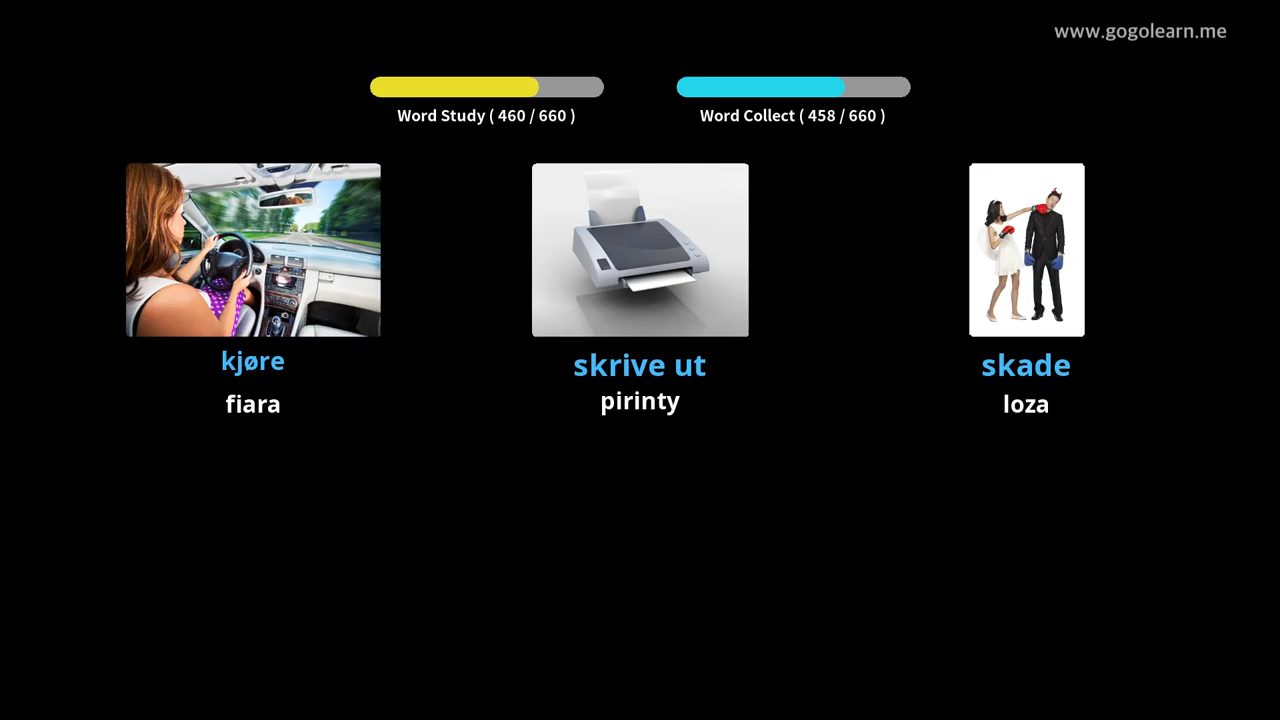 www.gogolearn.me
Word Study ( 460 / 660 )
Word Collect ( 458 / 660 )
kjøre
fiara
skrive ut
pirinty
skade
loza